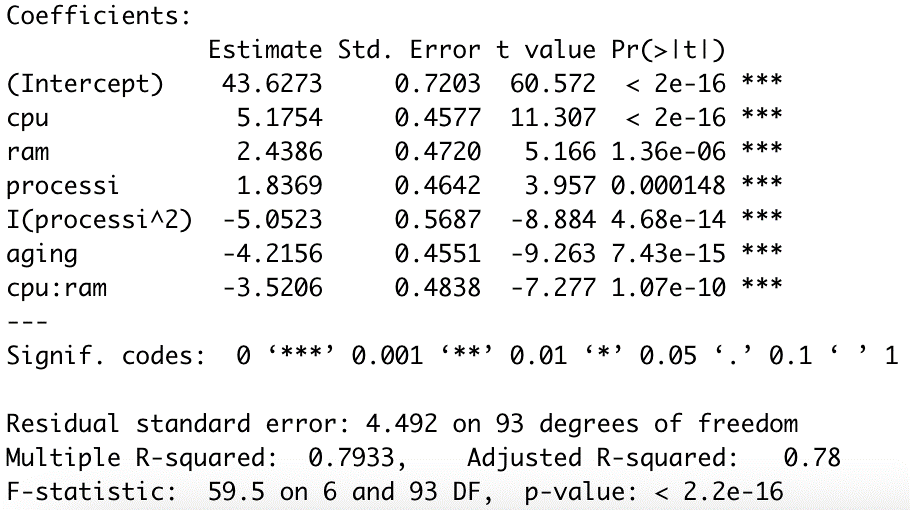 Coefficients:
Estimate Std. Error t value Pr(>|t|)
(Intercept) 43.6273 0.7203 60.572 < 2e-16 ***
cpu 5.1754 0.4577 11.307 < 2e-16 ***
ram 2.4386 0.4720 5.166 1.36e-06 ***
processi 1.8369 0.4642 3.957 0.000148 ***
I(processi^2) -5.0523 0.5687 -8.884 4.68e-14 ***
aging -4.2156 0.4551 -9.263 7.43e-15 ***
cpu:ram -3.5206 0.4838 -7.277 1.07e-10 ***
---
Signif. codes: 0 ‘***’ 0.001 ‘**’ 0.01 ‘*’ 0.05 ‘.’ 0.1 ‘ ’ 1
Residual standard error: 4.492 on 93 degrees of freedom
Multiple R-squared: 0.7933, Adjusted R-squared: 0.78
F-statistic: 59.5 on 6 and 93 DF, p-value: < 2.2e-16